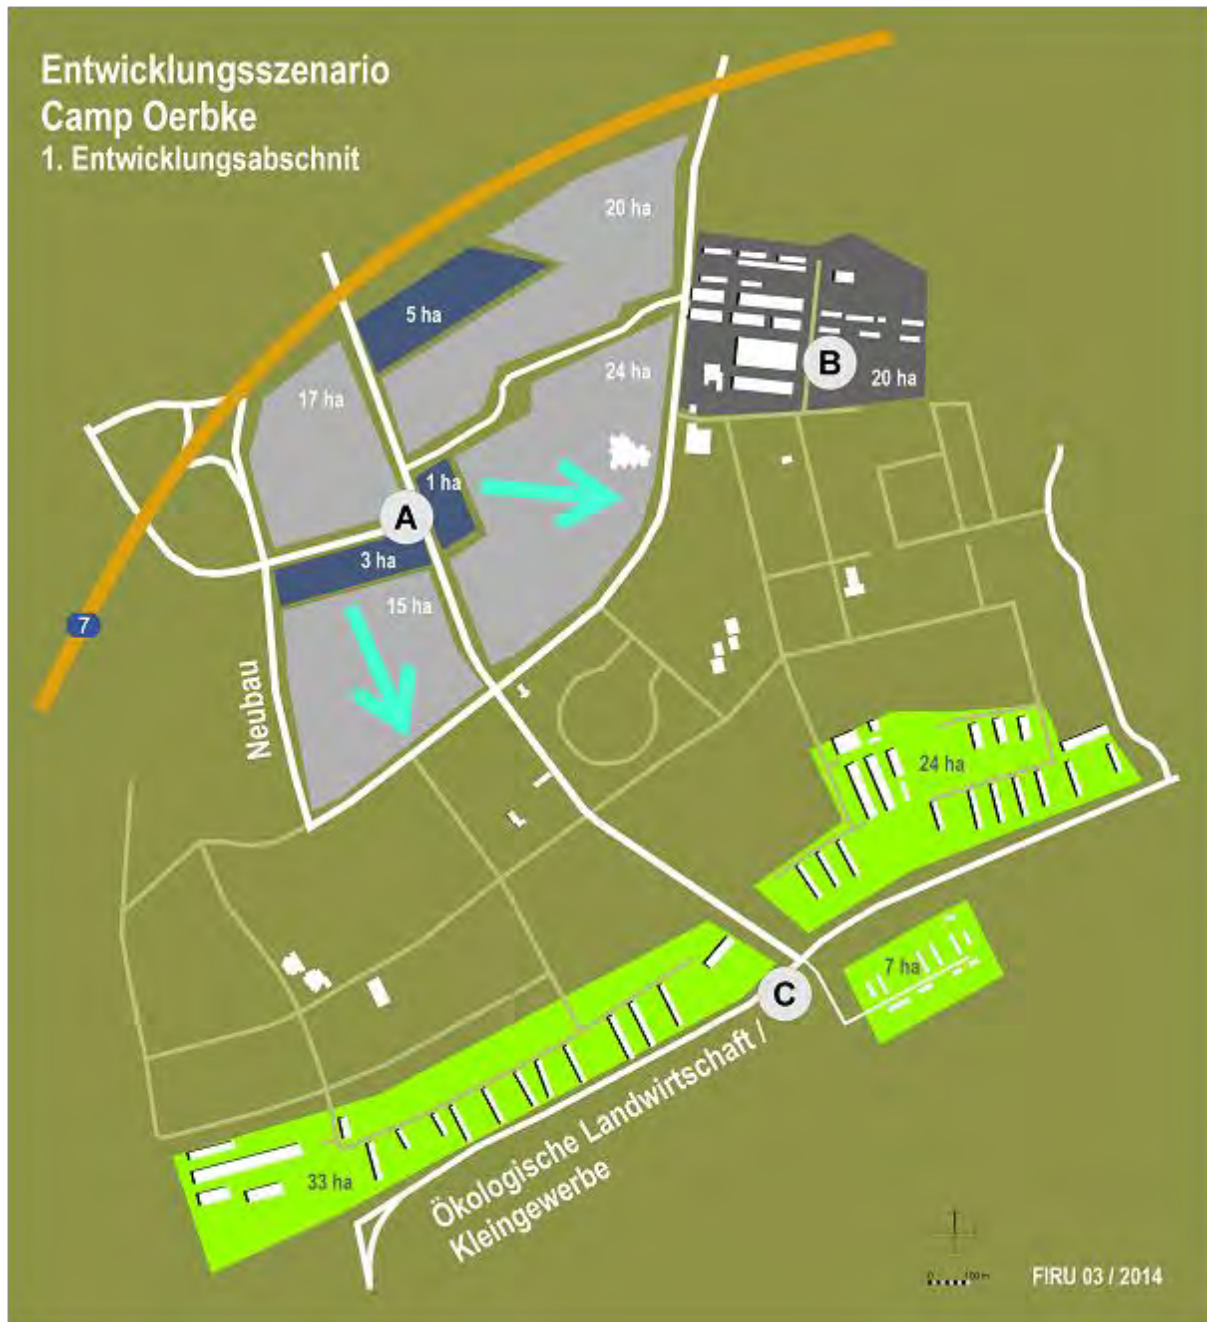 Entwicklungsszenario
Camp Oerbke
1. Entwicklungsabschnit
20 ha
5 ha
17 ha
24 ha
B
20 ha
1 ha
A
3 ha
15 ha
7
Neubau
24 ha
7 ha
C
33 ha
Ökologische Landwirtschaft /
Kleingewerbe
FIRU 03 / 2014